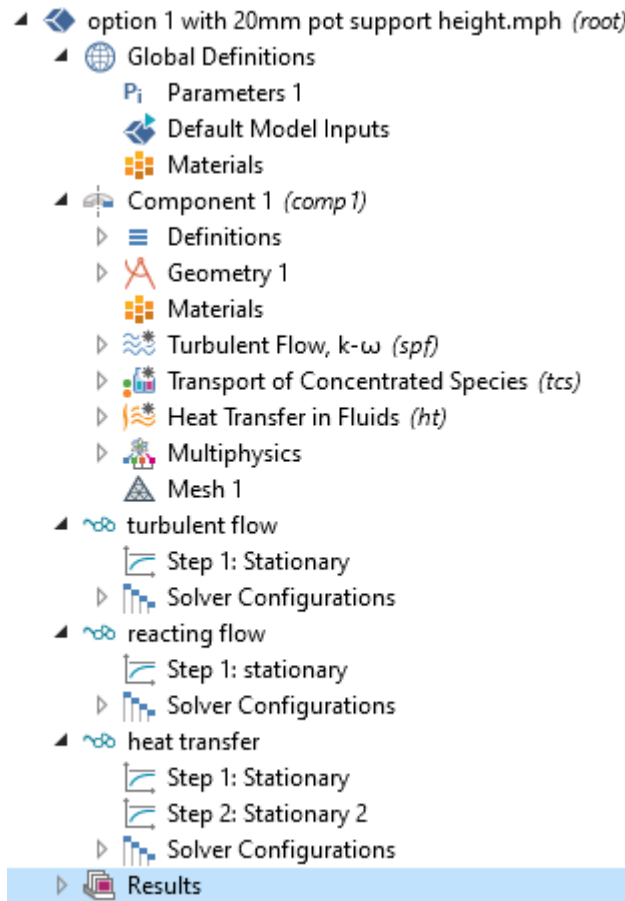 option 1 with 20mm pot support height.mph (root)
Global Definitions
Pi Parameters 1
Default Model Inputs
Materials
Component 1 (comp1)
Definitions
Geometry 1
Materials
Turbulent Flow, k-ω (spf)
Transport of Concentrated Species (tcs)
Heat Transfer in Fluids (ht)
Multiphysics
Mesh 1
turbulent flow
Step 1: Stationary
Solver Configurations
reacting flow
Step 1: stationary
Solver Configurations
heat transfer
Step 1: Stationary
Step 2: Stationary 2
Solver Configurations
Results